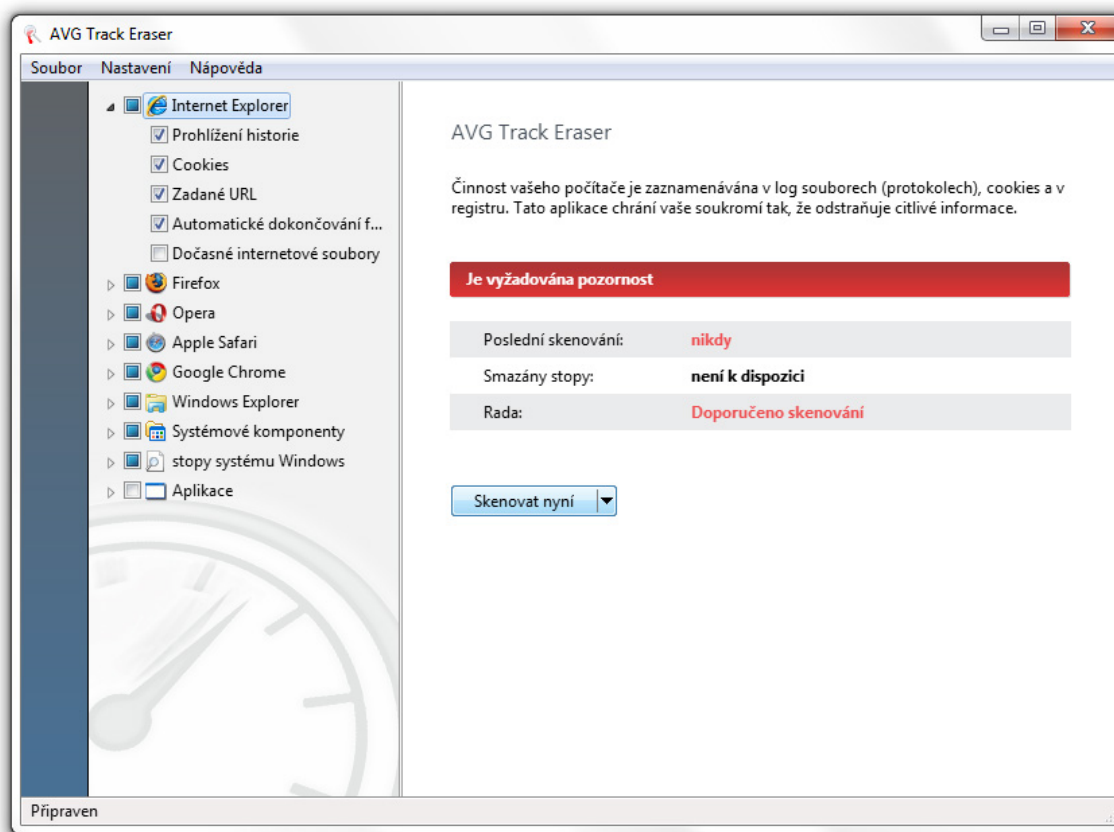 AVG Track Eraser
Soubor Nastavení Nápověda
Internet Explorer
Prohlížení historie
Cookies
Zadané URL
Automatické dokončování f...
Dočasné internetové soubory
Firefox
Opera
Apple Safari
Google Chrome
Windows Explorer
Systémové komponenty
stopy systému Windows
Aplikace
AVG Track Eraser
Činnost vašeho počítače je zaznamenávána v log souborech (protokolech), cookies a v
registru. Tato aplikace chrání vaše soukromí tak, že odstraňuje citlivé informace.
Je vyžadována pozornost
Poslední skenování: nikdy
Smazány stopy: není k dispozici
Rada: Doporučeno skenování
Skenovat nyní
Připraven